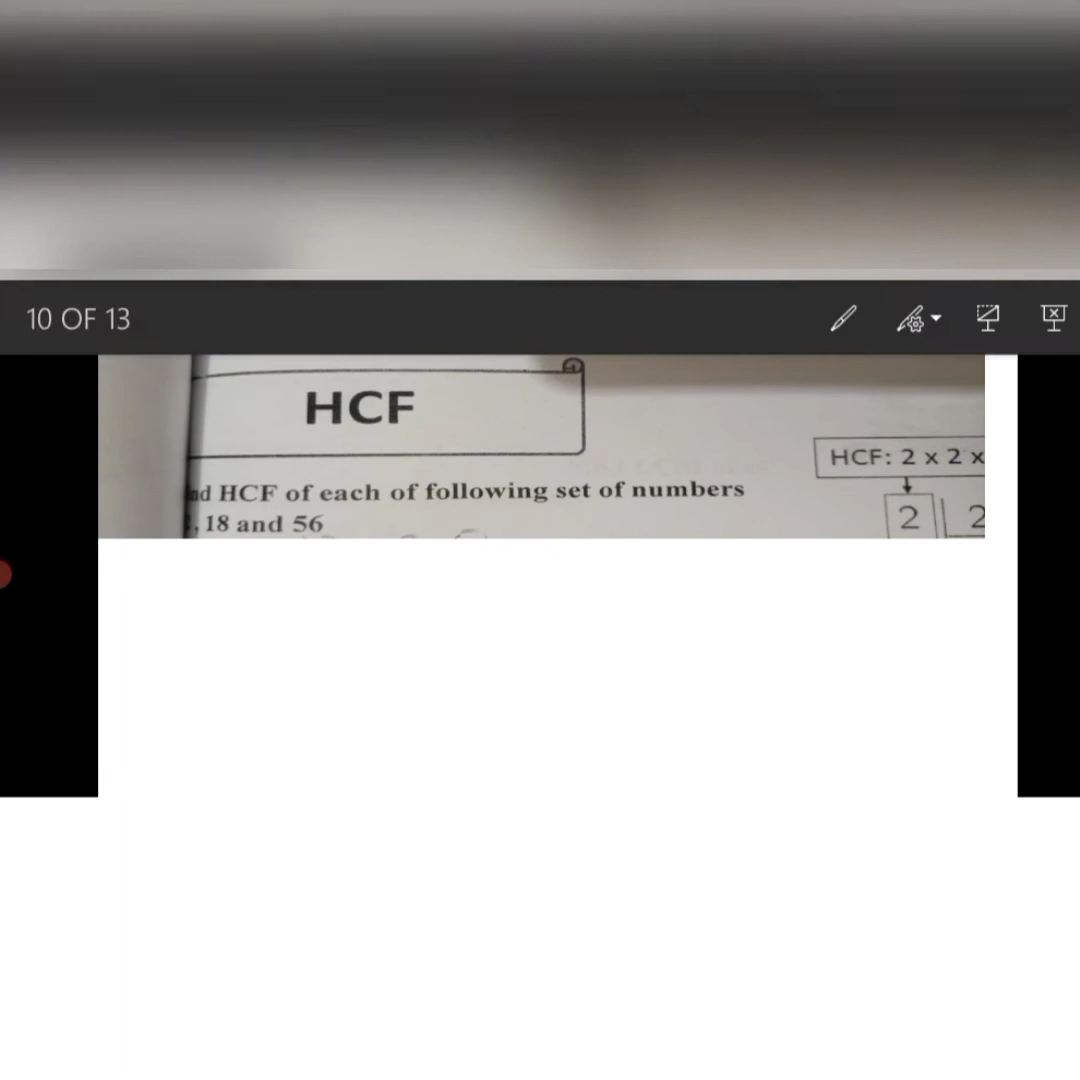 10 OF 13
HCF
HCF: 2 x 2 x
nd HCF of each of following set of numbers
2 2
. 18 and 56